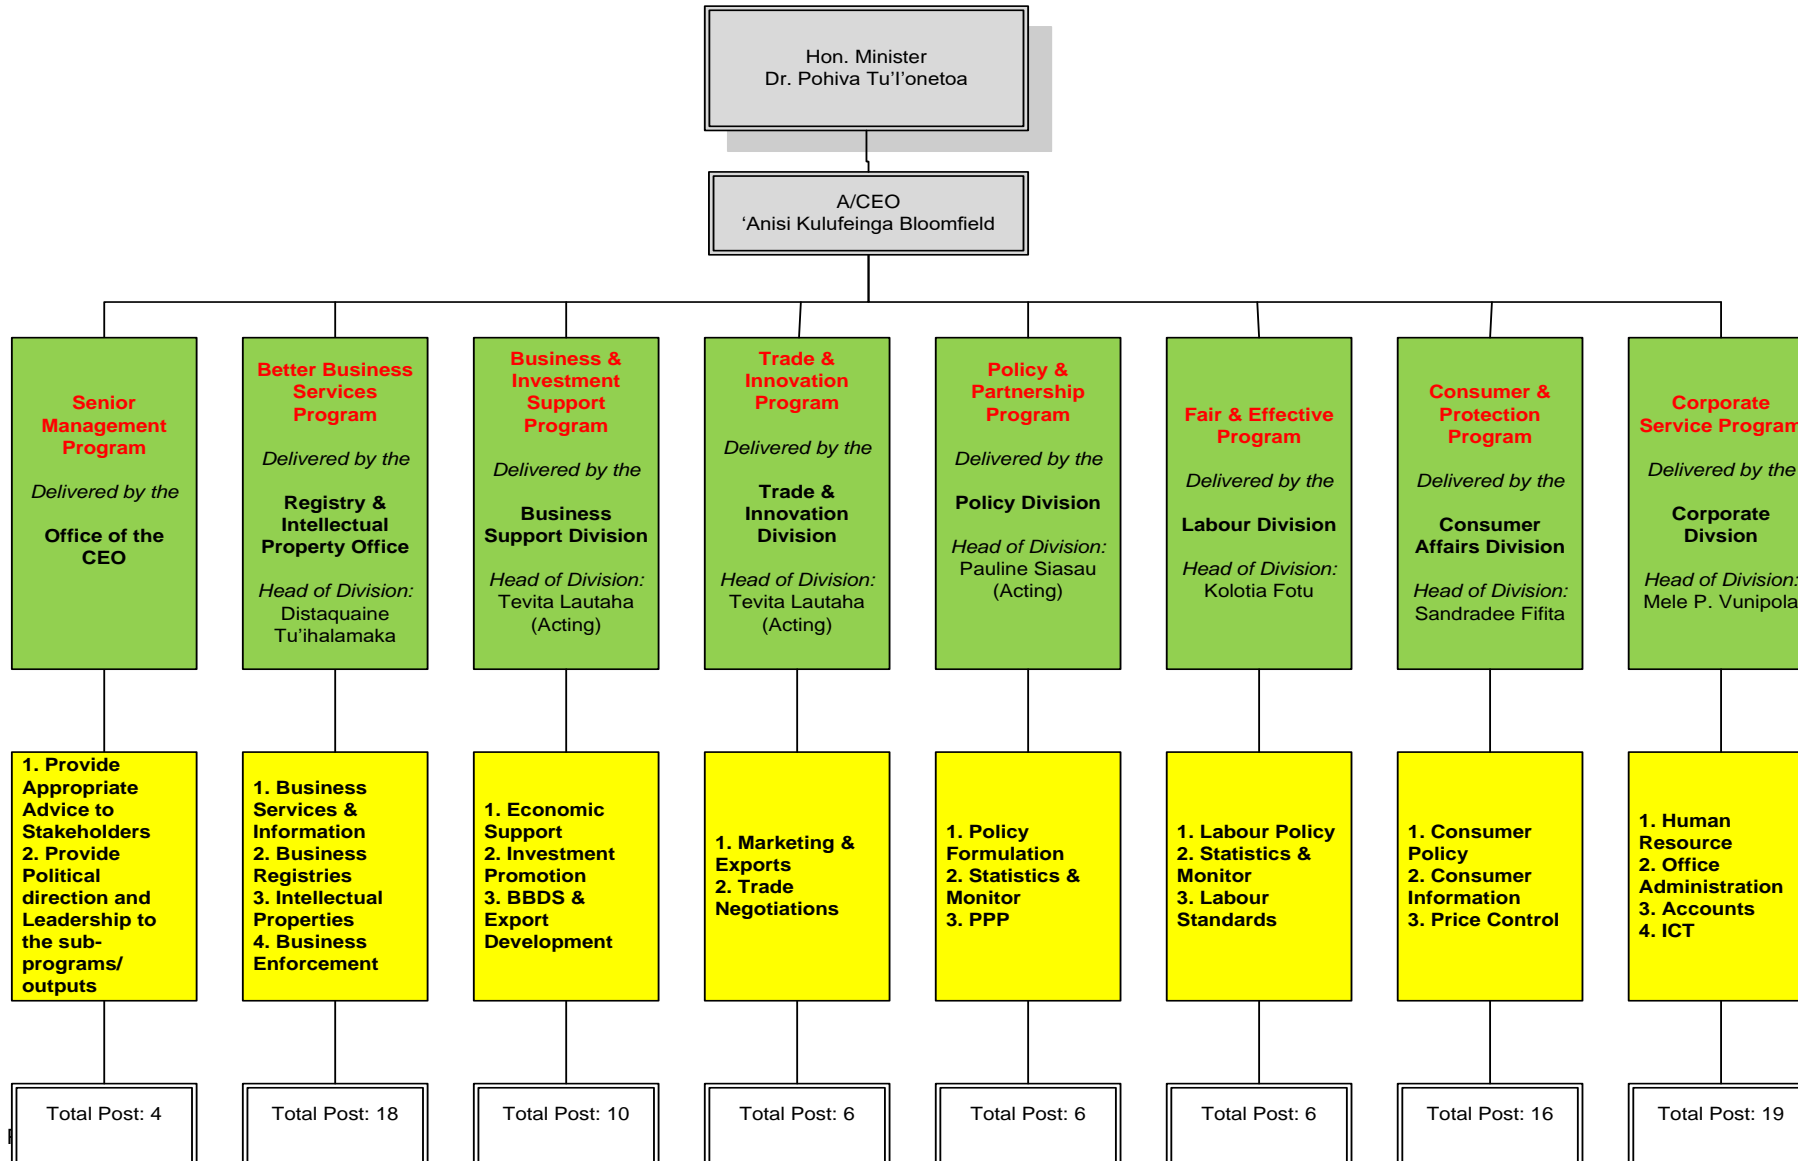 Hon. Minister
Dr. Pohiva Tu'I'onetoa
A/CEO
'Anisi Kulufeinga Bloomfield
Senior
Management
Program
Delivered by the
Office of the
CEO
Better Business
Services
Program
Delivered by the
Registry &
Intellectual
Property Office
Head of Division:
Distaquaine
Tu'ihalamaka
Business &
Investment
Support
Program
Delivered by the
Business
Support Division
Head of Division:
Tevita Lautaha
(Acting)
Trade &
Innovation
Program
Delivered by the
Trade &
Innovation
Division
Head of Division:
Tevita Lautaha
(Acting)
Policy &
Partnership
Program
Delivered by the
Policy Division
Head of Division:
Pauline Siasau
(Acting)
Fair & Effective
Program
Delivered by the
Labour Division
Head of Division:
Kolotia Fotu
Consumer &
Protection
Program
Delivered by the
Consumer
Affairs Division
Head of Division:
Sandradee Fifita
Corporate
Service Program
Delivered by the
Corporate
Divsion
Head of Division:
Mele P. Vunipola
1. Provide
Appropriate
Advice to
Stakeholders
2. Provide
Political
direction and
Leadership to
the sub-
programs/
outputs
1. Business
Services &
Information
2. Business
Registries
3. Intellectual
Properties
4. Business
Enforcement
1. Economic
Support
2. Investment
Promotion
3. BBDS &
Export
Development
1. Marketing &
Exports
2. Trade
Negotiations
1. Policy
Formulation
2. Statistics &
Monitor
3. PPP
1. Labour Policy
2. Statistics &
Monitor
3. Labour
Standards
1. Consumer
Policy
2. Consumer
Information
3. Price Control
1. Human
Resource
2. Office
Administration
3. Accounts
4. ICT
Total Post: 4
Total Post: 18
Total Post: 10
Total Post: 6
Total Post: 6
Total Post: 6
Total Post: 16
Total Post: 19